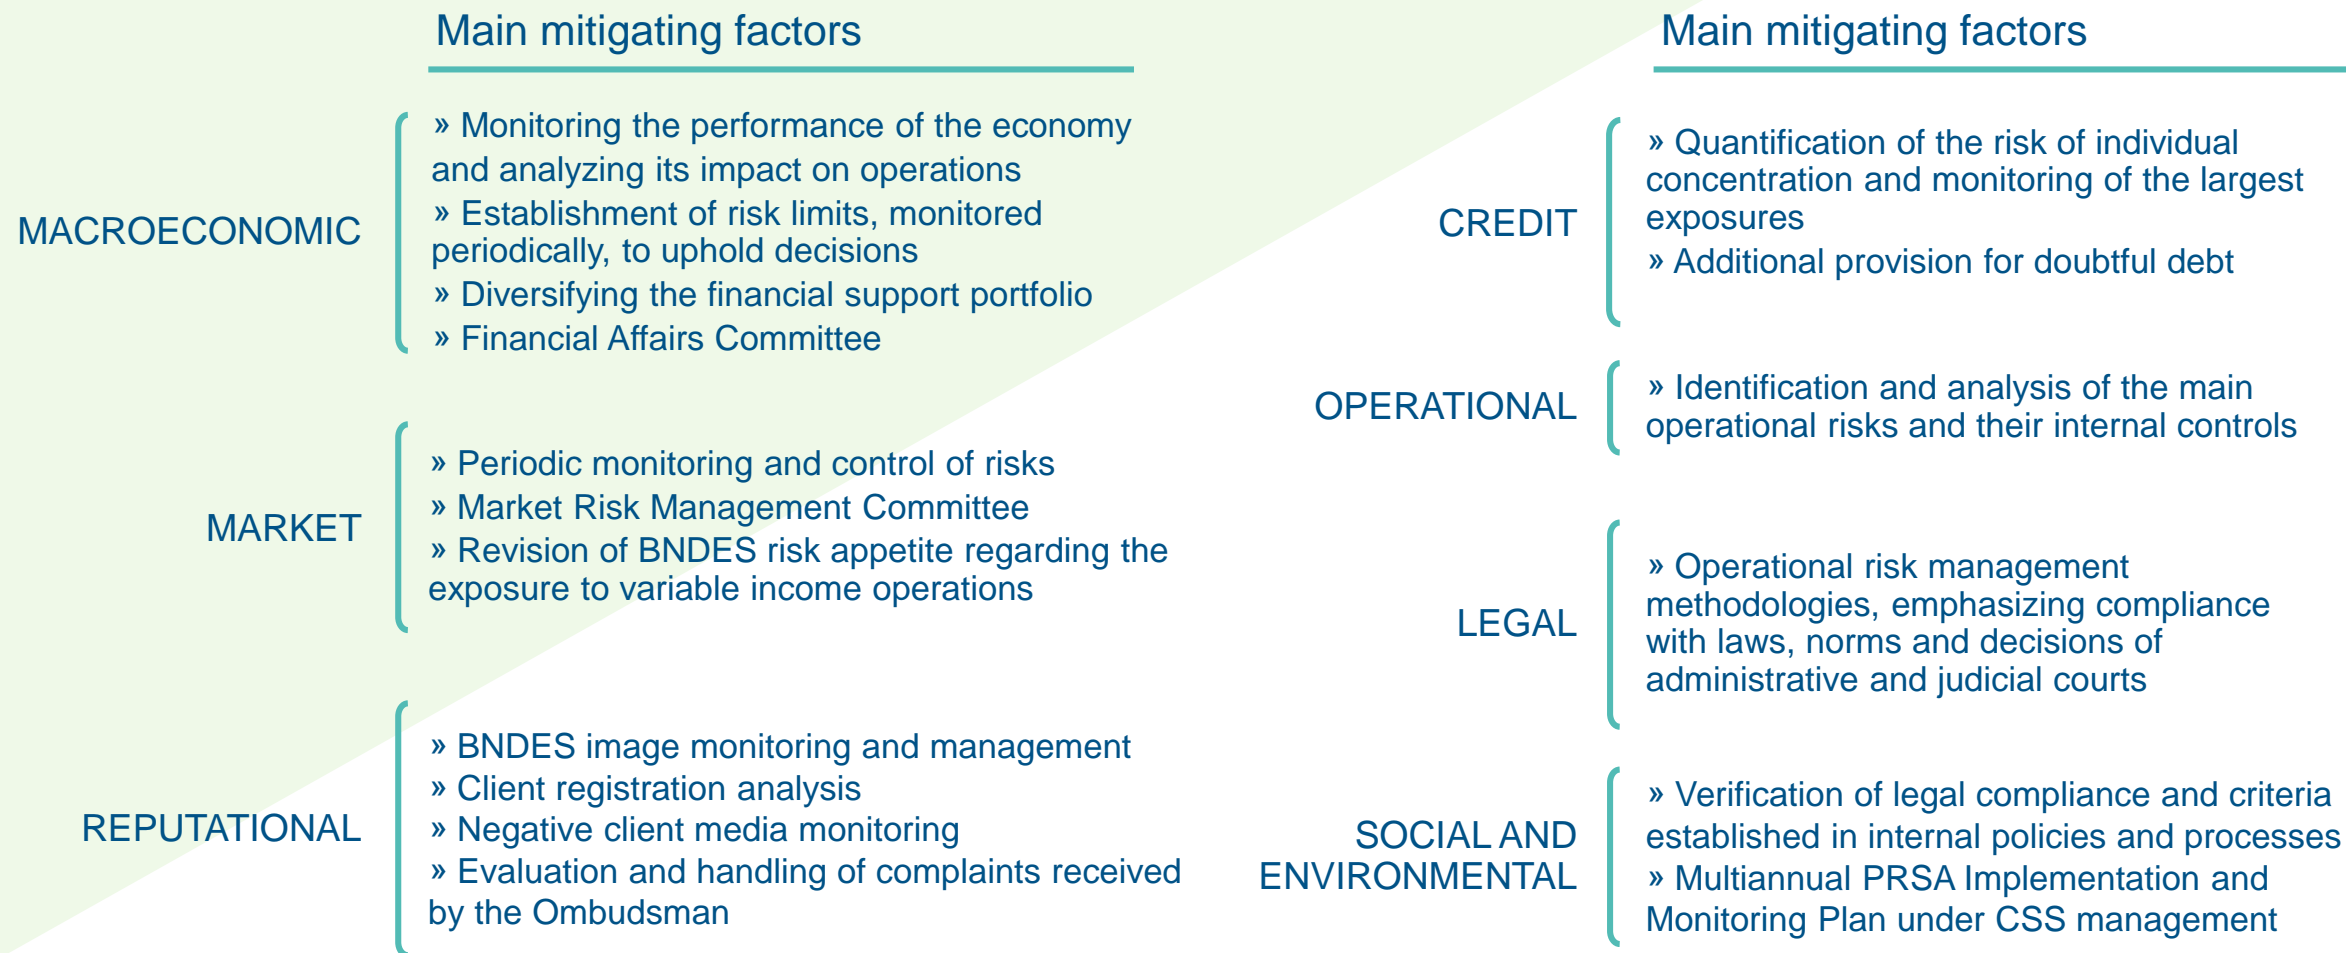 Main mitigating factors
MACROECONOMIC
» Monitoring the performance of the economy
and analyzing its impact on operations
» Establishment of risk limits, monitored
periodically, to uphold decisions
» Diversifying the financial support portfolio
» Financial Affairs Committee
MARKET
» Periodic monitoring and control of risks
» Market Risk Management Committee
» Revision of BNDES risk appetite regarding the
exposure to variable income operations
REPUTATIONAL
» BNDES image monitoring and management
» Client registration analysis
» Negative client media monitoring
» Evaluation and handling of complaints received
by the Ombudsman
Main mitigating factors
CREDIT
» Quantification of the risk of individual
concentration and monitoring of the largest
exposures
» Additional provision for doubtful debt
OPERATIONAL
» Identification and analysis of the main
operational risks and their internal controls
LEGAL
» Operational risk management
methodologies, emphasizing compliance
with laws, norms and decisions of
administrative and judicial courts
SOCIAL AND
ENVIRONMENTAL
» Verification of legal compliance and criteria
established in internal policies and processes
» Multiannual PRSA Implementation and
Monitoring Plan under CSS management